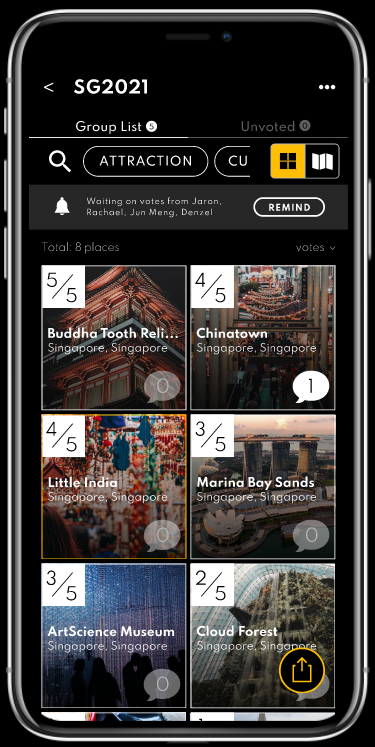 < SG2021 •••
Group List 5
Unvoted 0
ATTRACTION
CU
Waiting on votes from Jaron,
Rachael, Jun Meng, Denzel
REMIND
Total: 8 places
votes
5/5
Buddha Tooth Reli...
Singapore, Singapore
0
4/5
Chinatown
Singapore, Singapore
1
4/5
Little India
Singapore, Singapore
0
3/5
Marina Bay Sands
Singapore, Singapore
0
3/5
ArtScience Museum
Singapore, Singapore
0
2/5
Cloud Forest
Singapore, Singapore